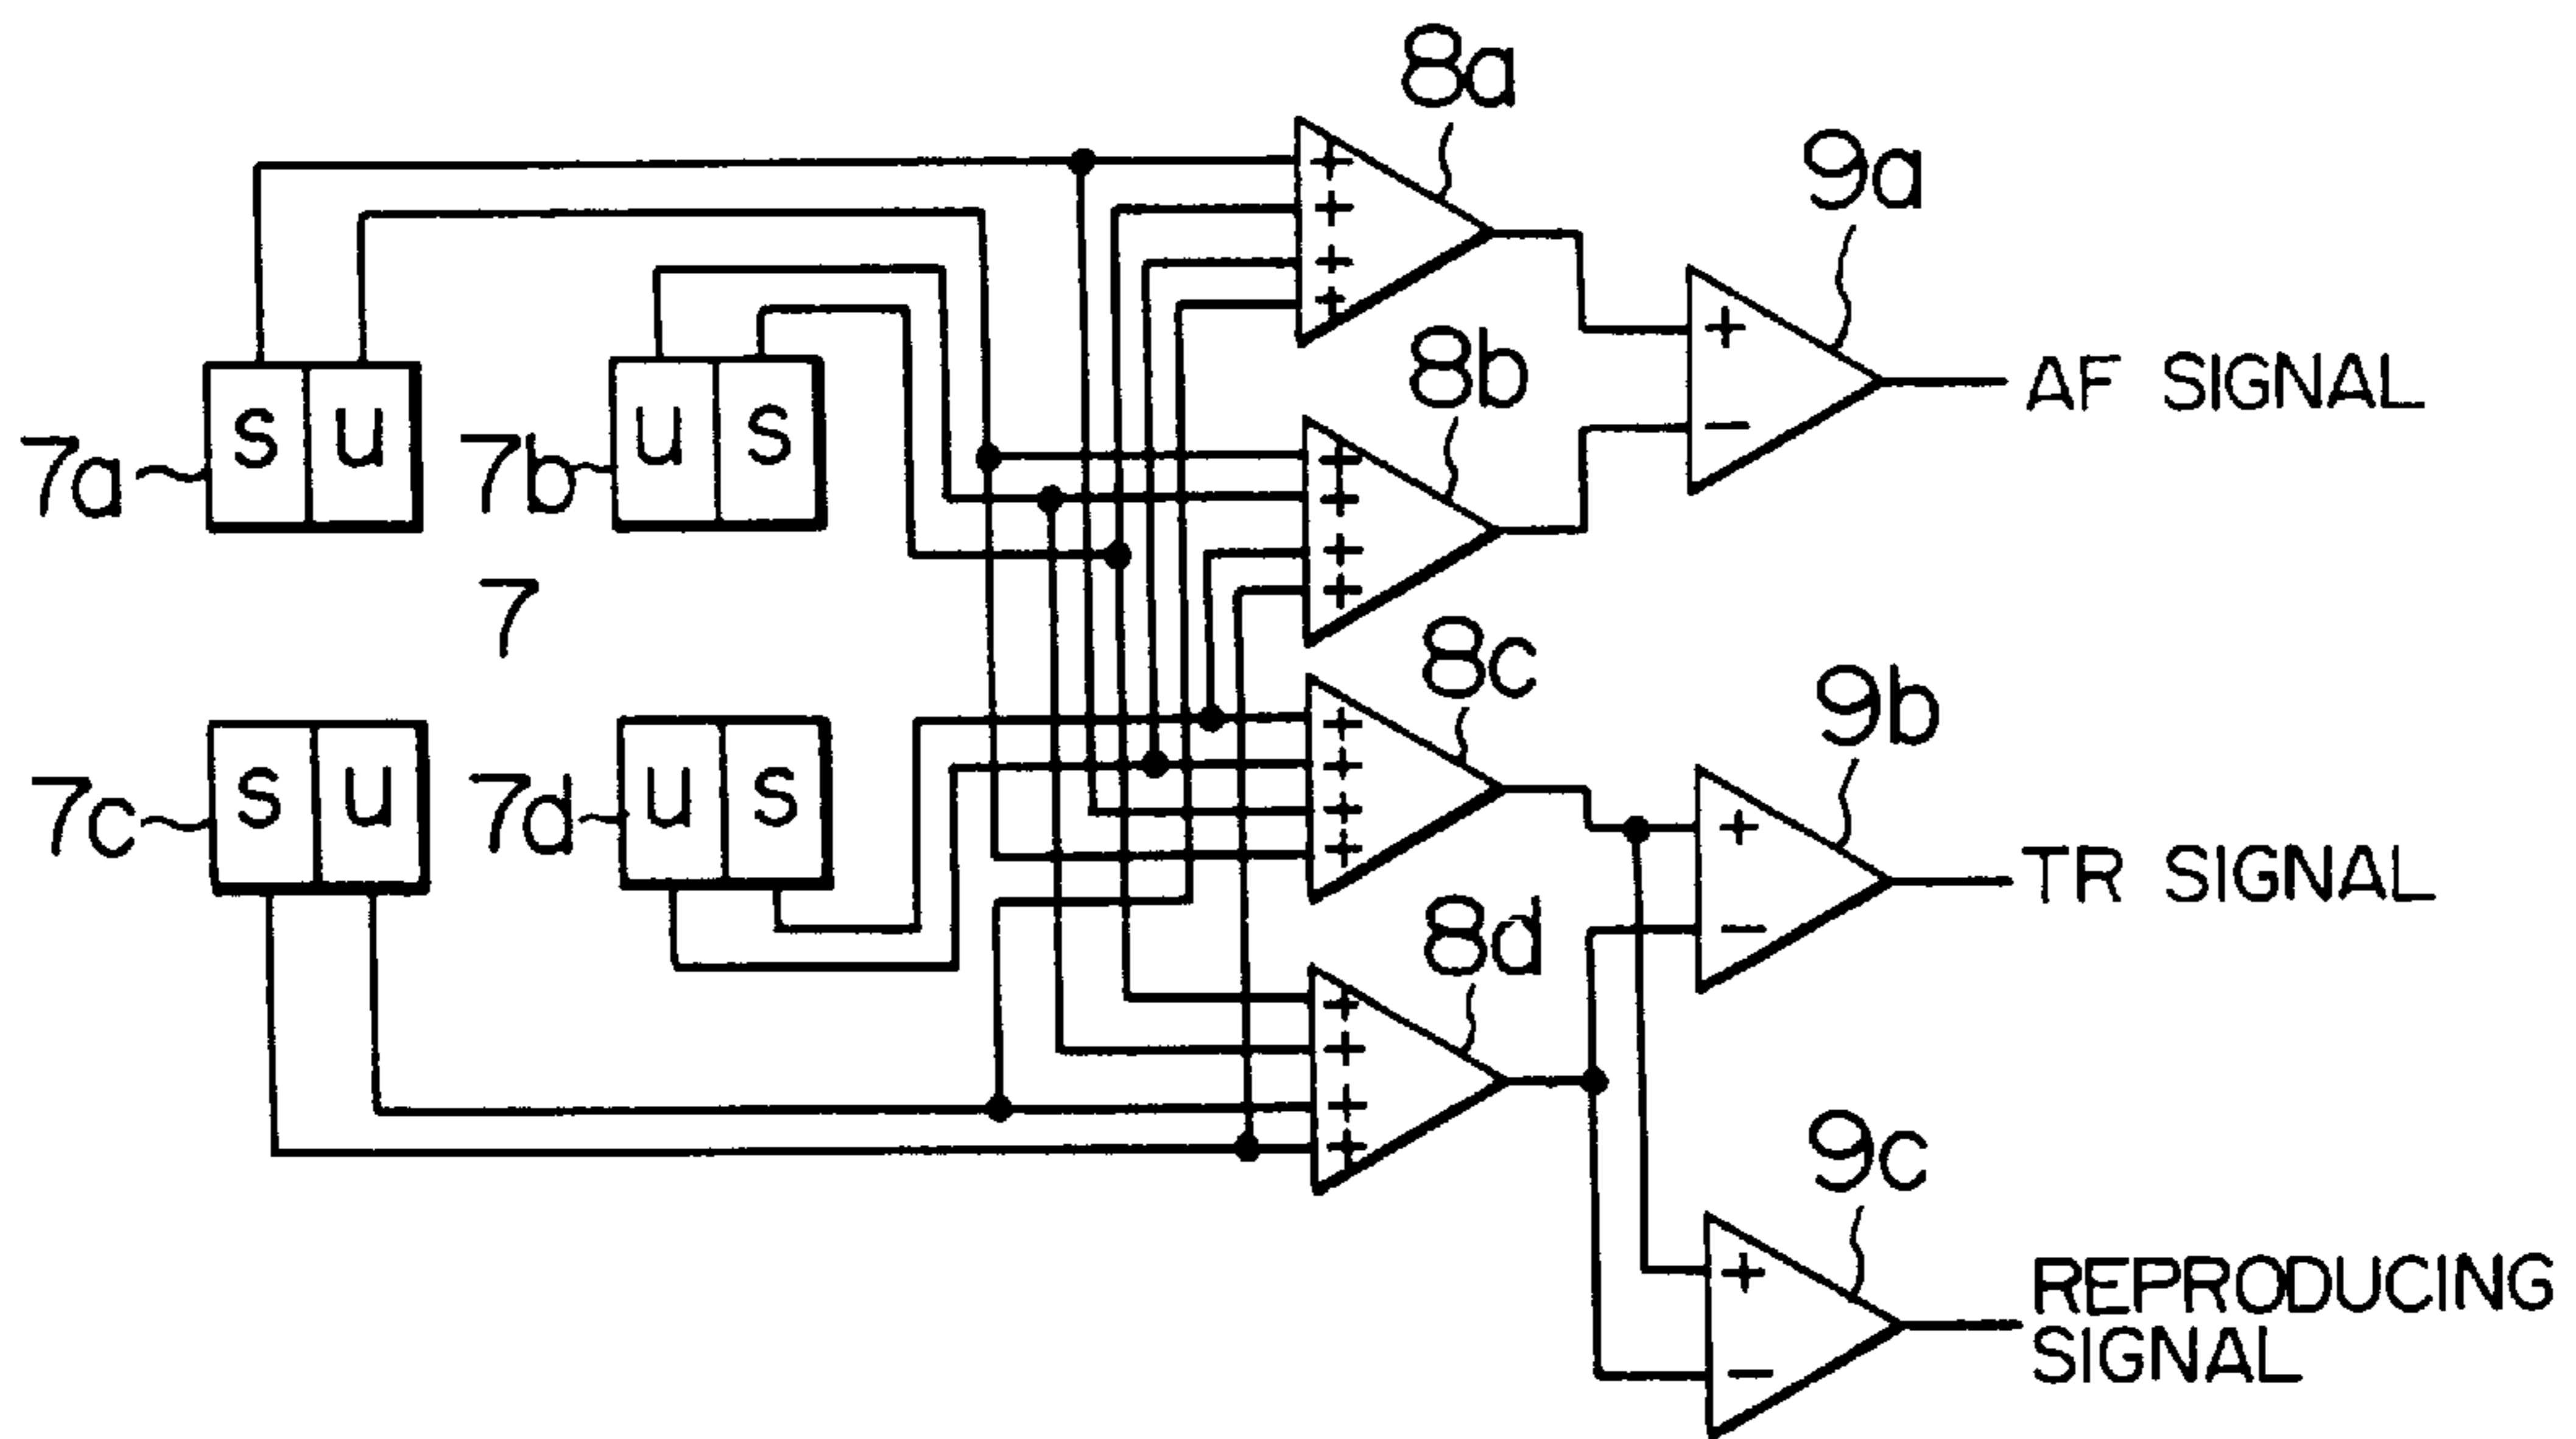 8a
+
+
+
+
9a
+
−
AF SIGNAL
7a
s u
7b
u s
8b
+
+
+
+
7
7c
s u
7d
u s
8c
+
+
+
+
9b
+
−
TR SIGNAL
8d
+
+
+
+
9c
+
−
REPRODUCING
SIGNAL